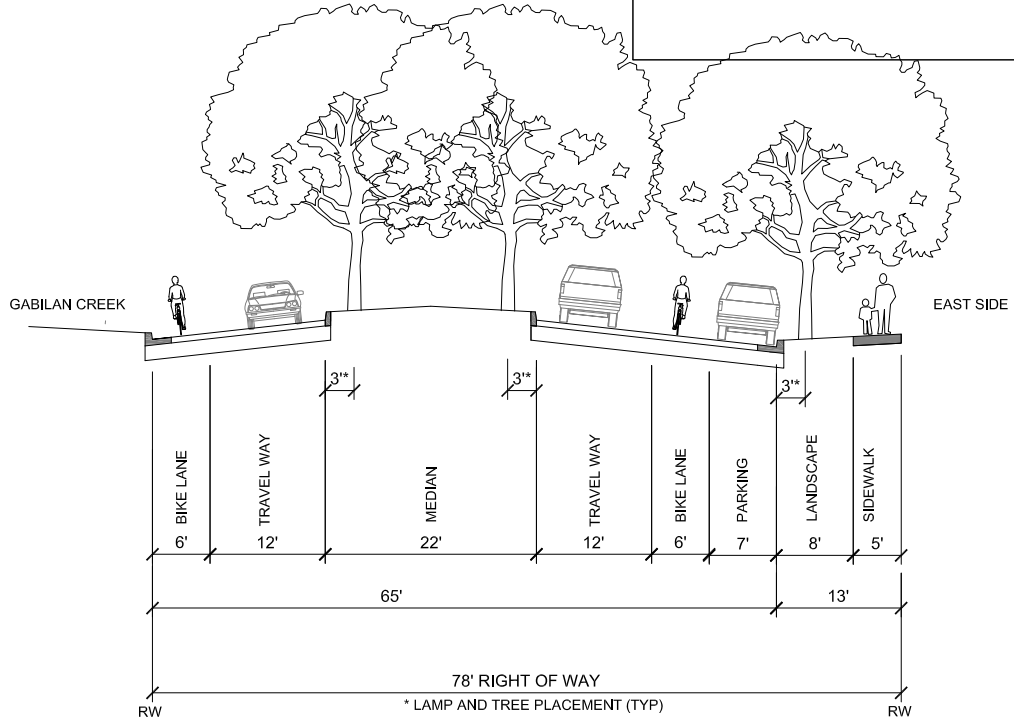 GABILAN CREEK
EAST SIDE
3'*
3'*
3'*
BIKE LANE
TRAVEL WAY
MEDIAN
TRAVEL WAY
BIKE LANE
PARKING
LANDSCAPE
SIDEWALK
6'
12'
22'
12'
6'
7'
8'
5'
65'
13'
78' RIGHT OF WAY
* LAMP AND TREE PLACEMENT (TYP)
RW
RW